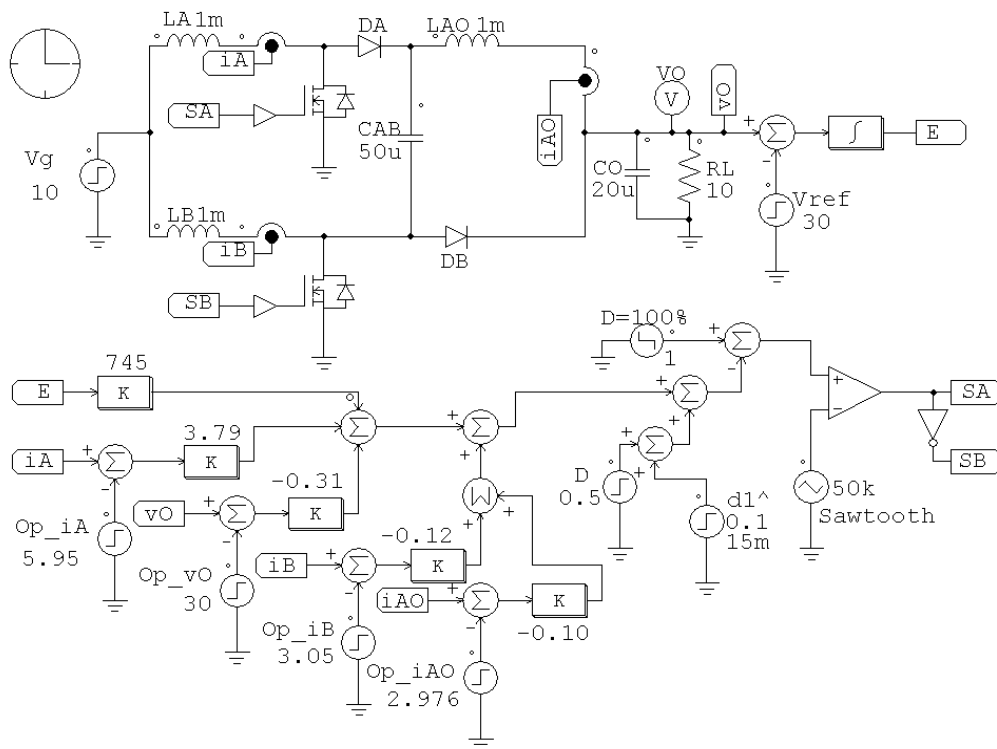 LA 1m
DA
LAO 1m
iA
SA
CAB
50u
iAO
VO
V
vO
+
Σ
-
∫
E
Vg
10
CO
20u
RL
10
Vref
30
LB 1m
iB
DB
SB
D=100%
1
+
Σ
-
745
E
K
+
Σ
+
+
-
SA
SB
3.79
iA
+
Σ
-
K
Σ
+
Σ
+
-0.31
vO
+
Σ
-
K
Op_iA
5.95
Σ
+
+
D
0.5
+
Σ
+
d1^
0.1
15m
50k
Sawtooth
-0.12
iB
+
Σ
-
K
Op_vO
30
iAO
+
Σ
-
K
-0.10
Op_iB
3.05
Op_iAO
2.976